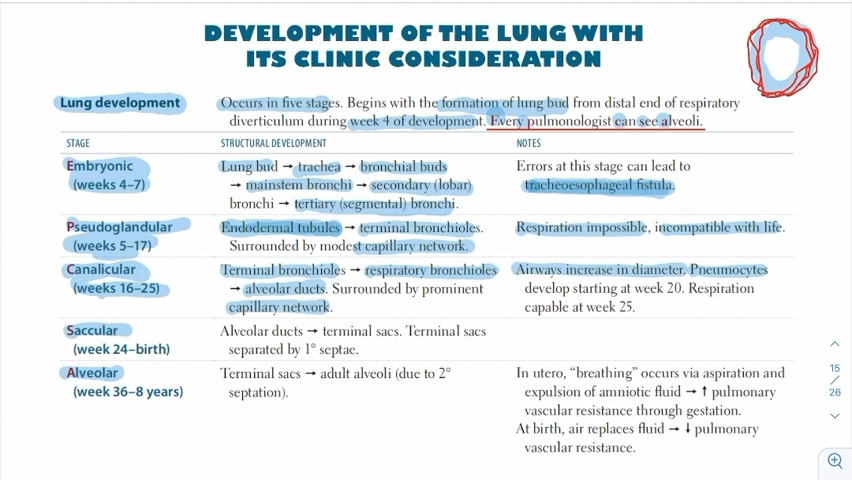 DEVELOPMENT OF THE LUNG WITH
ITS CLINIC CONSIDERATION
Lung development
Occurs in five stages. Begins with the formation of lung bud from distal end of respiratory
diverticulum during week 4 of development. Every pulmonologist can see alveoli.
STAGE
STRUCTURAL DEVELOPMENT
NOTES
Embryonic
(weeks 4–7)
Lung bud → trachea → bronchial buds
→ mainstem bronchi → secondary (lobar)
bronchi → tertiary (segmental) bronchi.
Errors at this stage can lead to
tracheoesophageal fistula.
Pseudoglandular
(weeks 5–17)
Endodermal tubules → terminal bronchioles.
Surrounded by modest capillary network.
Respiration impossible, incompatible with life.
Canalicular
(weeks 16–25)
Terminal bronchioles → respiratory bronchioles
→ alveolar ducts. Surrounded by prominent
capillary network.
Airways increase in diameter. Pneumocytes
develop starting at week 20. Respiration
capable at week 25.
Saccular
(week 24–birth)
Alveolar ducts → terminal sacs. Terminal sacs
separated by 1° septae.
Alveolar
(week 36–8 years)
Terminal sacs → adult alveoli (due to 2°
septation).
In utero, “breathing” occurs via aspiration and
expulsion of amniotic fluid → ↑ pulmonary
vascular resistance through gestation.
At birth, air replaces fluid → ↓ pulmonary
vascular resistance.
15
/
26